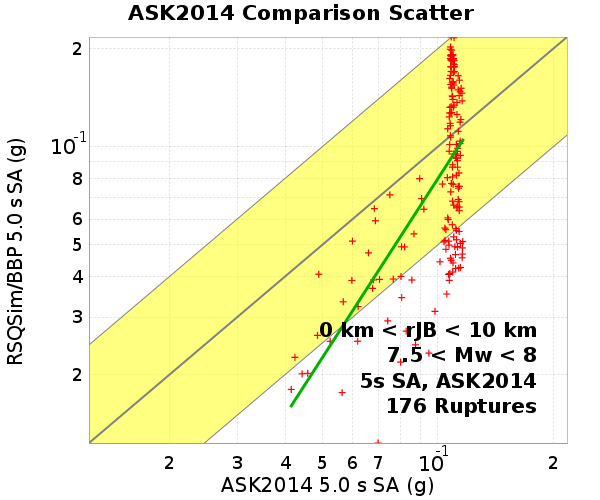 ASK2014 Comparison Scatter
RSQSim/BBP 5.0 s SA (g)
2
10-1
8
6
5
4
3
2
0 km < rJB < 10 km
7.5 < Mw < 8
5s SA, ASK2014
176 Ruptures
2 3 4 5 6 7 10-1 2
ASK2014 5.0 s SA (g)